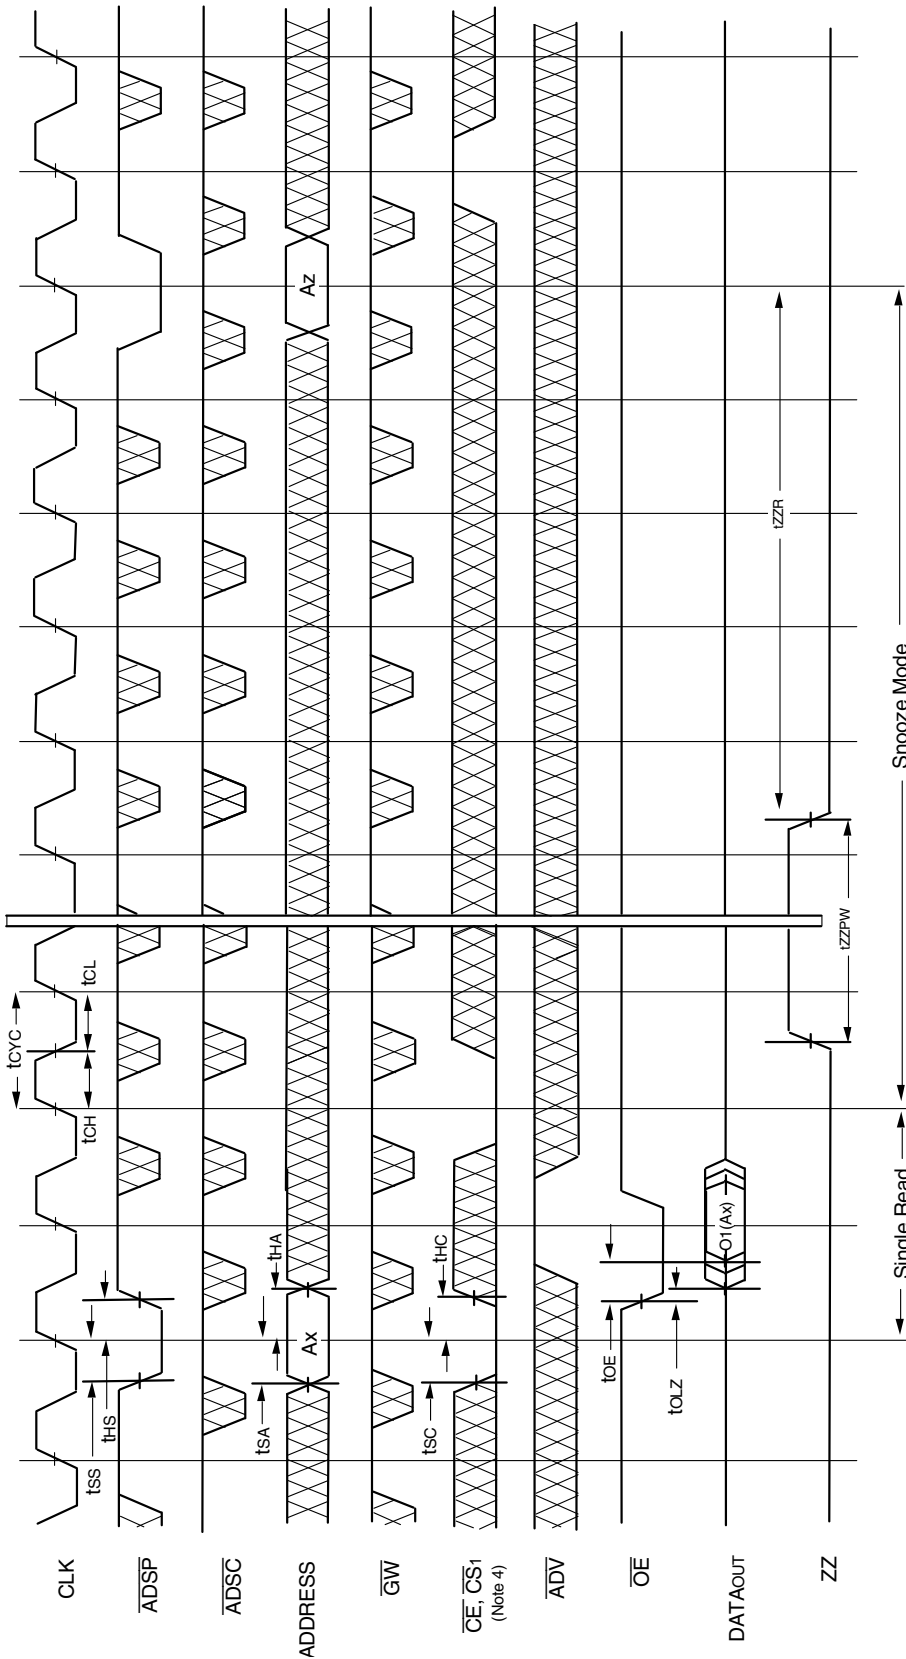 CLK
tCYC
tCH
tCL
tSS
tHS
ADSP
ADSC
ADDRESS
tSA
tHA
Ax
Az
GW
CE, CS1
(Note 4)
tSC
tHC
ADV
OE
tOE
tOLZ
DATAOUT
O1(Ax)
ZZ
tZZPW
tZZR
Single Read
Snooze Mode